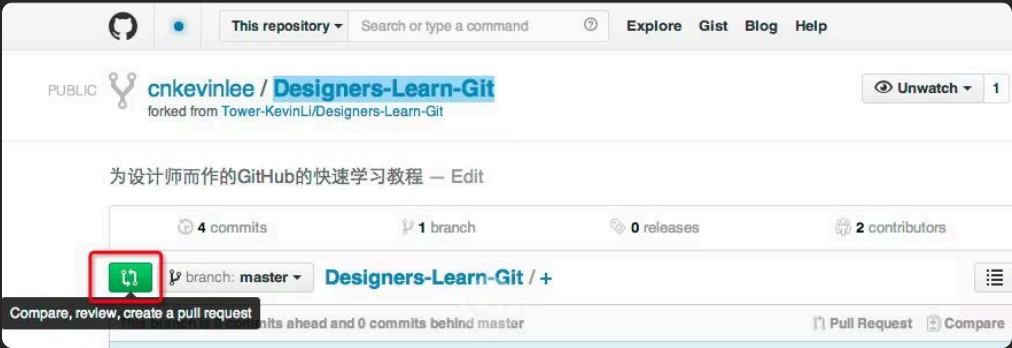 This repository Search or type a command Explore Gist Blog Help
PUBLIC cnkevinlee / Designers-Learn-Git Unwatch 1
forked from Tower-KevinLi/Designers-Learn-Git
为设计师而作的GitHub的快速学习教程 — Edit
4 commits 1 branch 0 releases 2 contributors
branch: master Designers-Learn-Git / +
Compare, review, create a pull request
commits ahead and 0 commits behind master Pull Request Compare